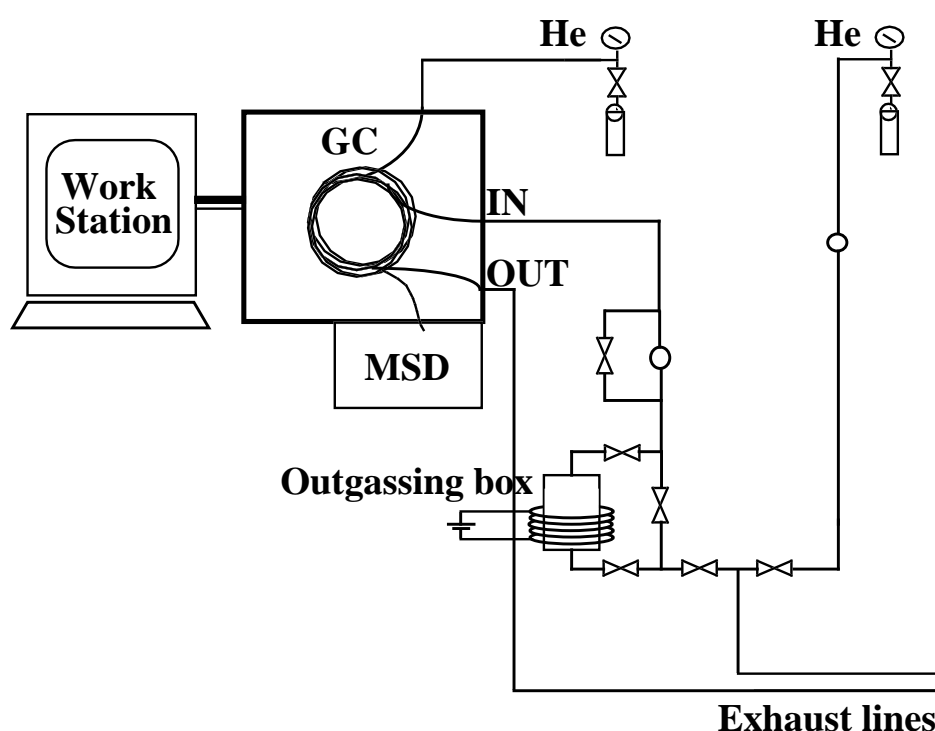 He
He
GC
Work
Station
IN
OUT
MSD
Outgassing box
Exhaust lines